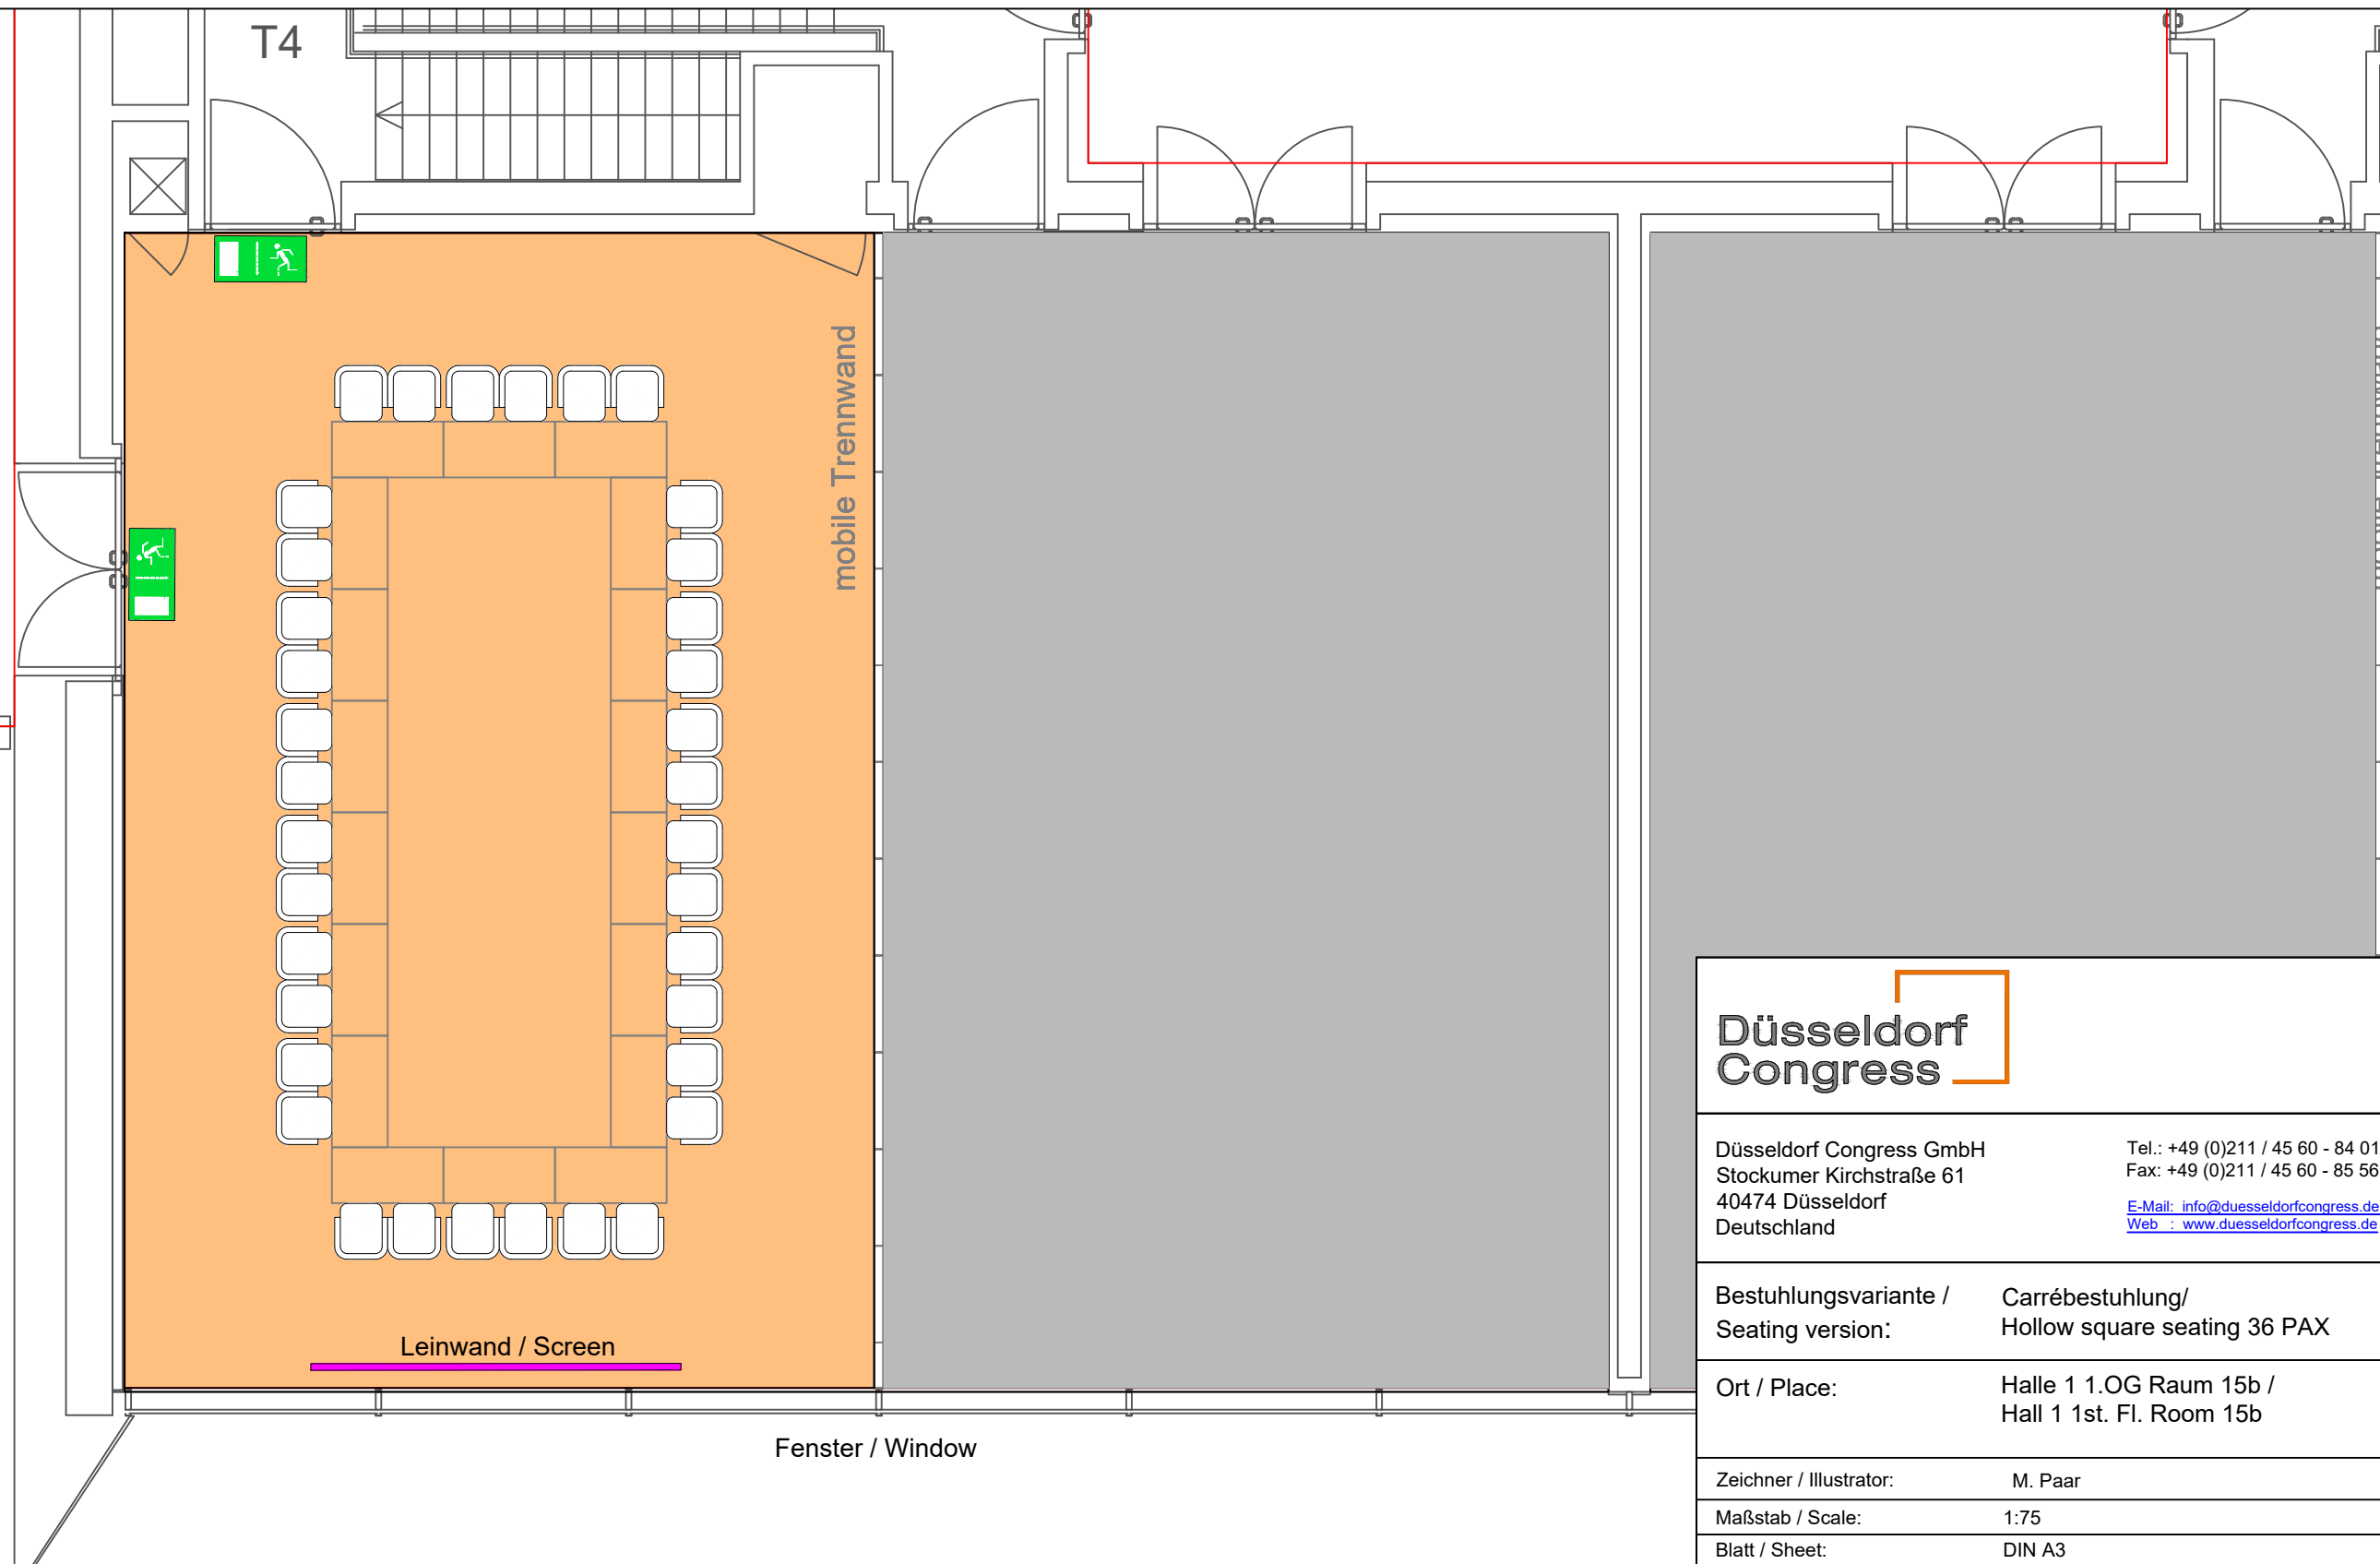 T4
mobile Trennwand
Leinwand / Screen
Fenster / Window
Düsseldorf
Congress
Düsseldorf Congress GmbH
Stockumer Kirchstraße 61
40474 Düsseldorf
Deutschland
Tel.: +49 (0)211 / 45 60 - 84 01
Fax: +49 (0)211 / 45 60 - 85 56
E-Mail: info@duesseldorfcongress.de
Web : www.duesseldorfcongress.de
Bestuhlungsvariante / Carrébestuhlung/
Seating version: Hollow square seating 36 PAX
Ort / Place: Halle 1 1.OG Raum 15b /
Hall 1 1st. Fl. Room 15b
Zeichner / Illustrator: M. Paar
Maßstab / Scale: 1:75
Blatt / Sheet: DIN A3